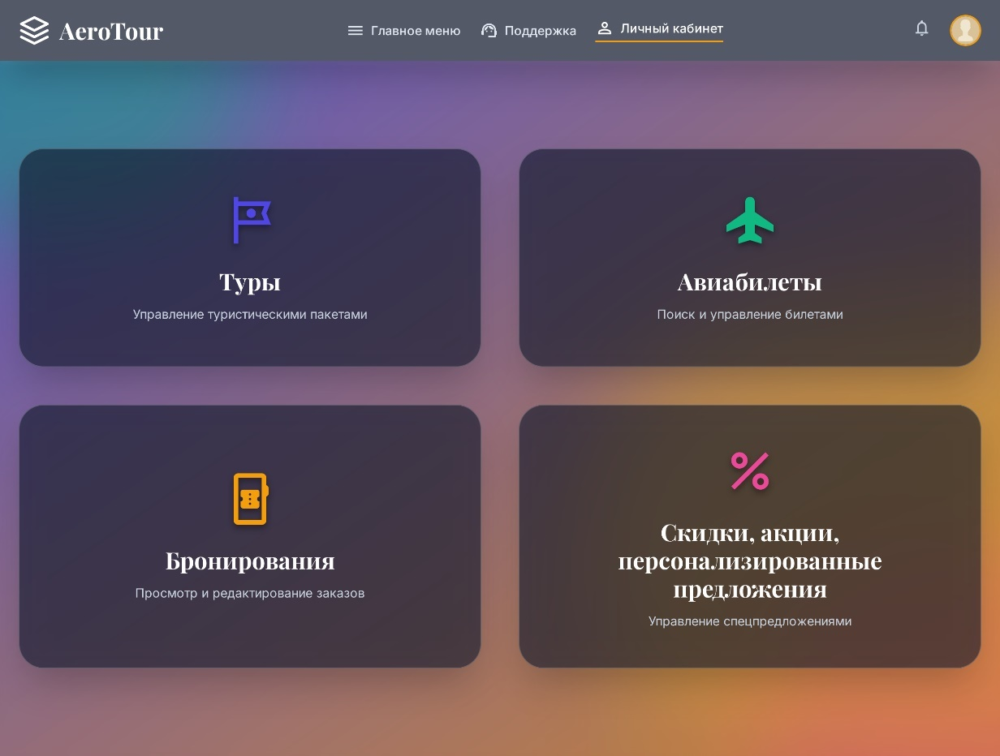 AeroTour
Главное меню
Поддержка
Личный кабинет
Туры
Управление туристическими пакетами
Авиабилеты
Поиск и управление билетами
Бронирования
Просмотр и редактирование заказов
Скидки, акции,
персонализированные
предложения
Управление спецпредложениями